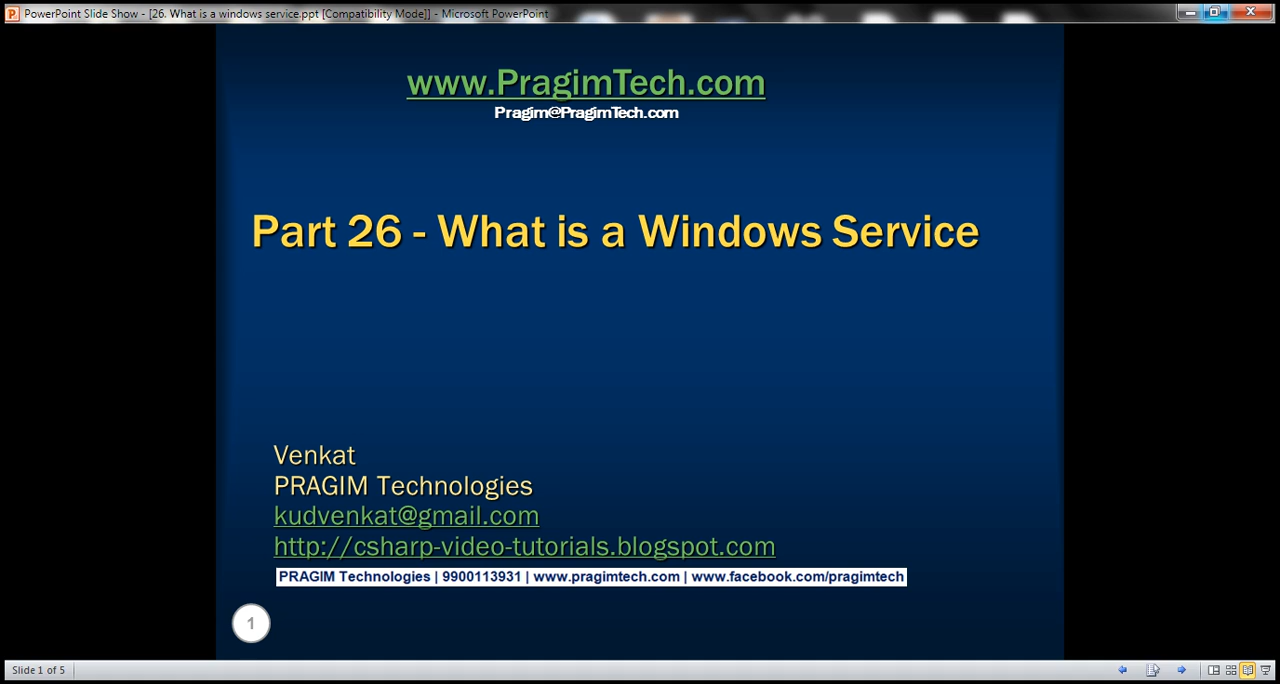 PowerPoint Slide Show - [26. What is a windows service.ppt [Compatibility Mode]] - Microsoft PowerPoint
www.PragimTech.com
Pragim@PragimTech.com
Part 26 - What is a Windows Service
Venkat
PRAGIM Technologies
kudvenkat@gmail.com
http://csharp-video-tutorials.blogspot.com
PRAGIM Technologies | 9900113931 | www.pragimtech.com | www.facebook.com/pragimtech
1
Slide 1 of 5